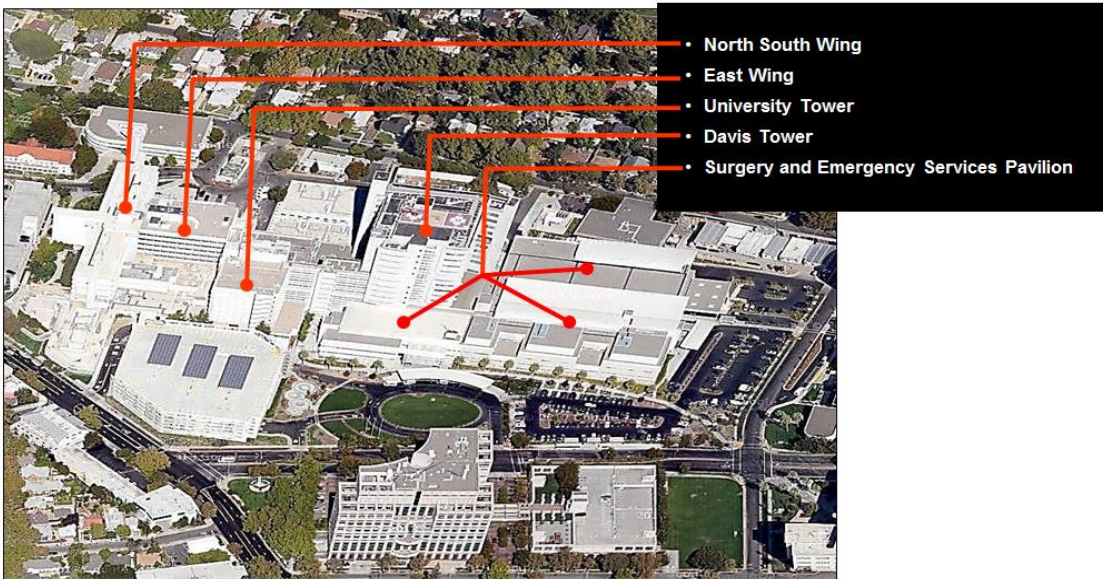 • North South Wing
• East Wing
• University Tower
• Davis Tower
• Surgery and Emergency Services Pavilion